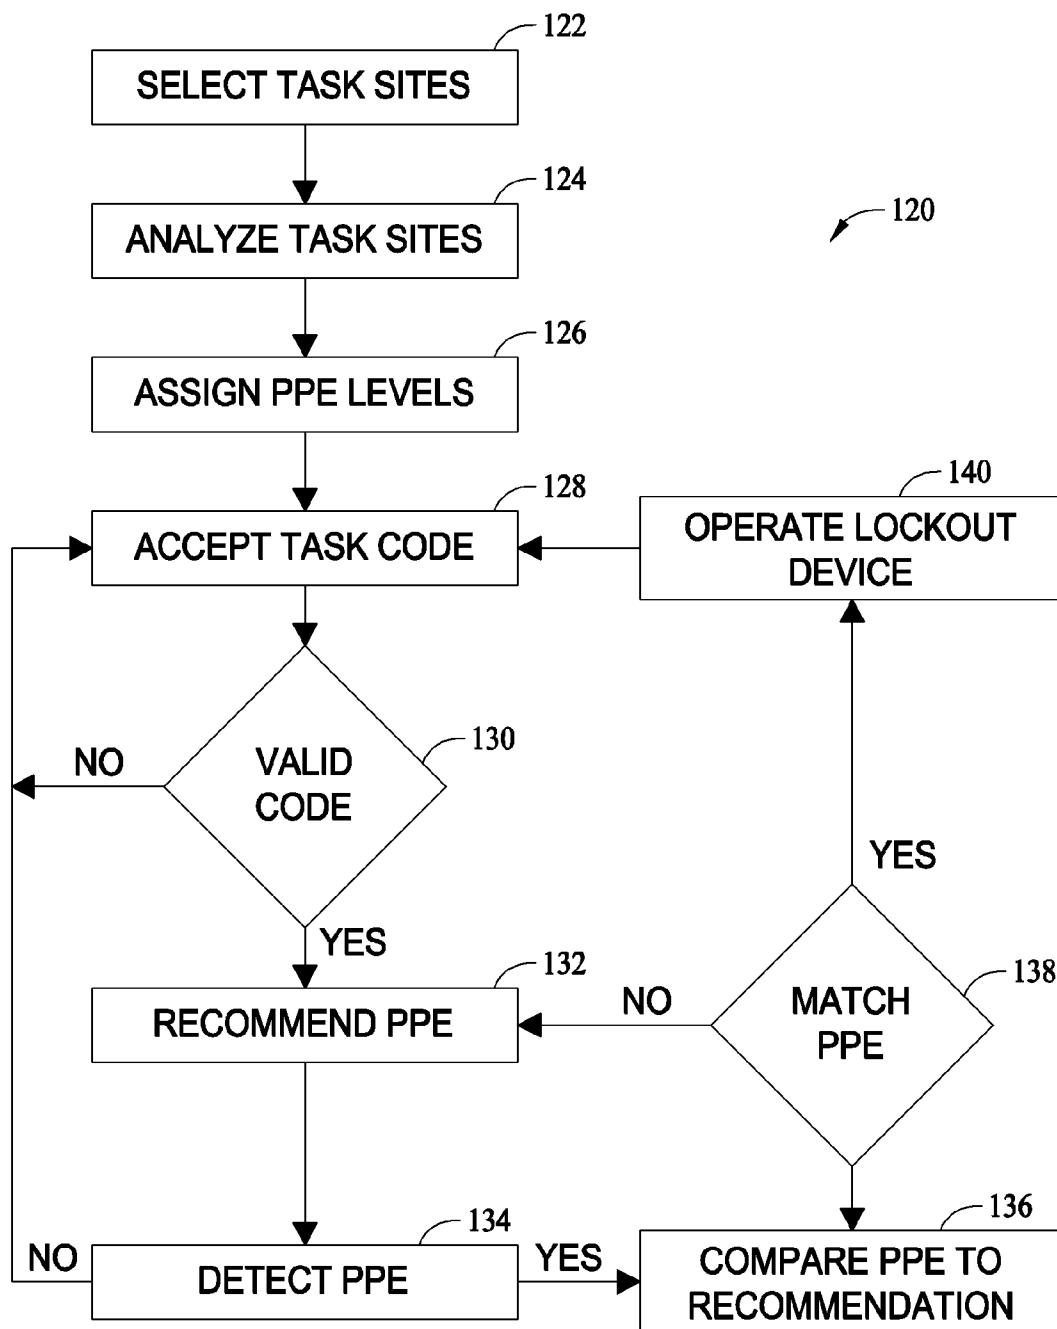 122
SELECT TASK SITES
124
ANALYZE TASK SITES
120
126
ASSIGN PPE LEVELS
128
ACCEPT TASK CODE
140
OPERATE LOCKOUT
DEVICE
130
VALID
CODE
NO
YES
132
RECOMMEND PPE
YES
138
MATCH
PPE
NO
134
DETECT PPE
NO
YES
136
COMPARE PPE TO
RECOMMENDATION